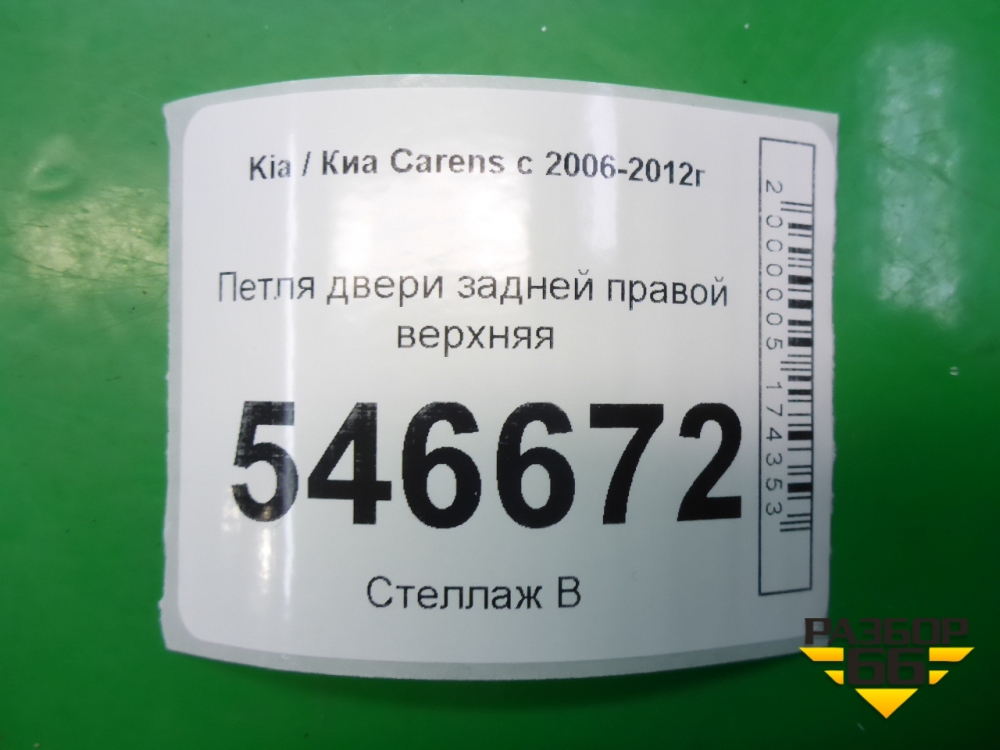 Kia / Киа Carens с 2006-2012г
Петля двери задней правой
верхняя
546672
Стеллаж В
2000005174353
РАЗБОР
66